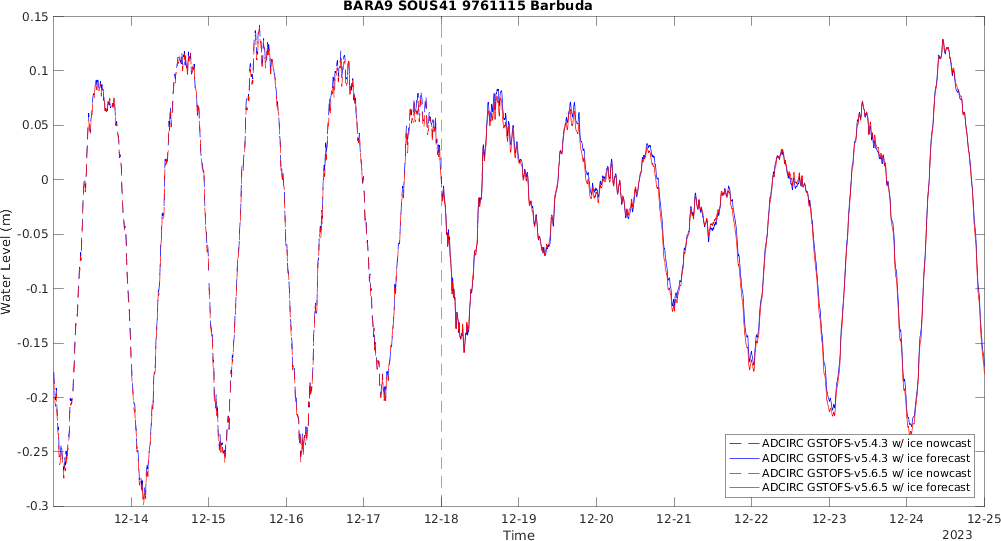 BARA9 SOUS41 9761115 Barbuda
Water Level (m)
0.15
0.1
0.05
0
-0.05
-0.1
-0.15
-0.2
-0.25
-0.3
ADCIRC GSTOFS-v5.4.3 w/ ice nowcast
ADCIRC GSTOFS-v5.4.3 w/ ice forecast
ADCIRC GSTOFS-v5.6.5 w/ ice nowcast
ADCIRC GSTOFS-v5.6.5 w/ ice forecast
12-14 12-15 12-16 12-17 12-18 12-19 12-20 12-21 12-22 12-23 12-24 12-25
Time
2023